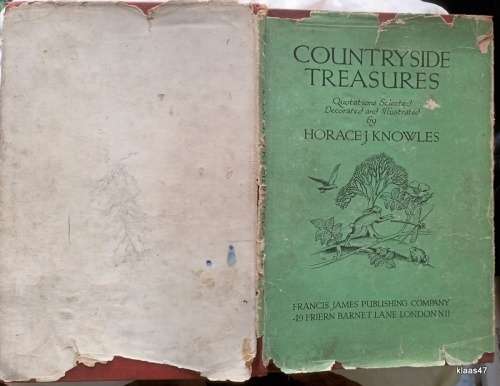 COUNTRYSIDE
TREASURES
Quotations Selected
Decorated and Illustrated
by
HORACE J. KNOWLES
FRANCIS JAMES PUBLISHING COMPANY
49 FRIERN BARNET LANE LONDON N11
klaas47